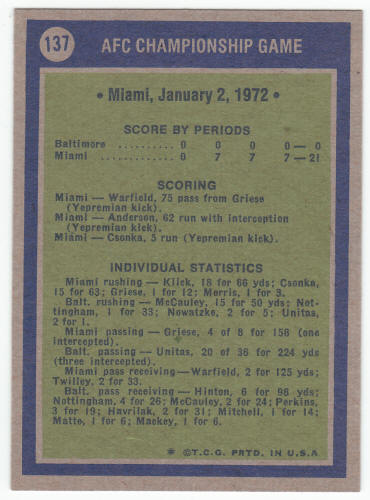 137
AFC CHAMPIONSHIP GAME
• Miami, January 2, 1972 •
SCORE BY PERIODS
Baltimore ............ 0 0 0 0 — 0
Miami ................ 0 7 7 7 — 21
SCORING
Miami — Warfield, 75 pass from Griese
(Yepremian kick).
Miami — Anderson, 62 run with interception
(Yepremian kick).
Miami — Csonka, 5 run (Yepremian kick).
INDIVIDUAL STATISTICS
Miami rushing — Kiick, 18 for 66 yds; Csonka,
15 for 63; Griese, 1 for 12; Morris, 1 for 3.
Balt. rushing — McCauley, 15 for 50 yds; Not-
tingham, 1 for 33; Nowatzke, 2 for 5; Unitas,
2 for 1.
Miami passing — Griese, 4 of 8 for 158 (one
intercepted).
Balt. passing — Unitas, 20 of 36 for 224 yds
(three intercepted).
Miami pass receiving — Warfield, 2 for 125 yds;
Twilley, 2 for 33.
Balt. pass receiving — Hinton, 6 for 98 yds;
Nottingham, 4 for 26; McCauley, 2 for 24; Perkins,
3 for 19; Havrilak, 2 for 31; Mitchell, 1 for 14;
Matte, 1 for 6; Mackey, 1 for 6.
* ©T.C.G. PRTD. IN U.S.A